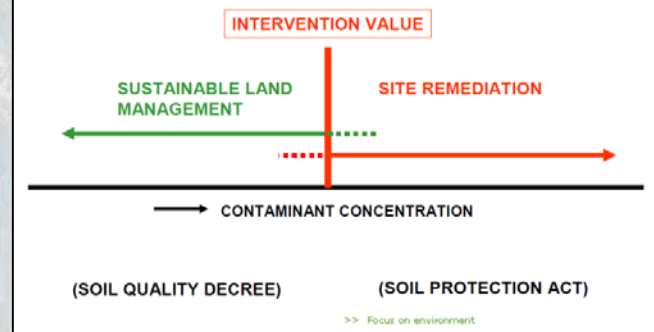 INTERVENTION VALUE
SUSTAINABLE LAND
MANAGEMENT
SITE REMEDIATION
CONTAMINANT CONCENTRATION
(SOIL QUALITY DECREE)
(SOIL PROTECTION ACT)
>> Focus on environment